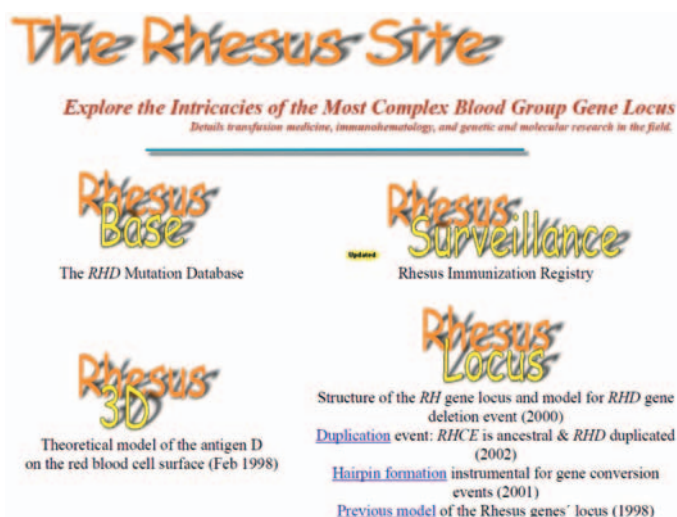 The Rhesus Site
Explore the Intricacies of the Most Complex Blood Group Gene Locus
Details transfusion medicine, immunohematology, and genetic and molecular research in the field.
Rhesus
Base
The RHD Mutation Database
Rhesus
Surveillance
Updated
Rhesus Immunization Registry
Rhesus
3D
Theoretical model of the antigen D
on the red blood cell surface (Feb 1998)
Rhesus
Locus
Structure of the RH gene locus and model for RHD gene
deletion event (2000)
Duplication event: RHCE is ancestral & RHD duplicated
(2002)
Hairpin formation instrumental for gene conversion
events (2001)
Previous model of the Rhesus genes´ locus (1998)